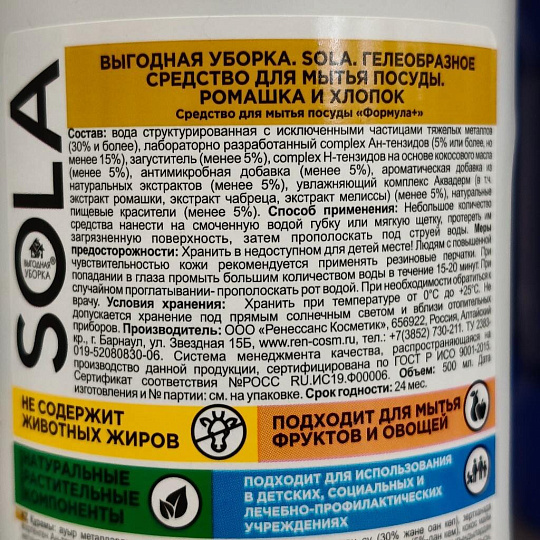 SOLA
ВЫГОДНАЯ
УБОРКА
ВЫГОДНАЯ УБОРКА. SOLA. ГЕЛЕОБРАЗНОЕ
СРЕДСТВО ДЛЯ МЫТЬЯ ПОСУДЫ.
РОМАШКА И ХЛОПОК
Средство для мытья посуды «Формула+»
Состав: вода структурированная с исключенными частицами тяжелых металлов
(30% и более), лабораторно разработанный complex Ан-тензидов (5% или более, но
менее 15%), загуститель (менее 5%), complex Н-тензидов на основе кокосового масла
(менее 5%), антимикробная добавка (менее 5%), ароматическая добавка из
натуральных экстрактов (менее 5%), увлажняющий комплекс Аквадерм (в т.ч.
экстракт ромашки, экстракт чабреца, экстракт мелиссы) (менее 5%), натуральные
пищевые красители (менее 5%). Способ применения: Небольшое количество
средства нанести на смоченную водой губку или мягкую щетку, протереть им
загрязненную поверхность, затем прополоскать под струей воды. Меры
предосторожности: Хранить в недоступном для детей месте! Людям с повышенной
чувствительностью кожи рекомендуется применять резиновые перчатки. При
попадании в глаза промыть большим количеством воды в течение 15-20 минут. При
случайном проглатывании- прополоскать рот водой. При необходимости обратиться к
врачу. Условия хранения: Хранить при температуре от 0°С до +25°С. Не
допускается хранение под прямым солнечным светом и вблизи отопительных
приборов. Производитель: ООО «Ренессанс Косметик», 656922, Россия, Алтайский
кр., г. Барнаул, ул. Звездная 15Б, www.ren-cosm.ru, тел.: +7(3852) 730-211. ТУ 2383-
019-52080830-06. Система менеджмента качества, распространяющаяся на
производство данной продукции, сертифицирована по ГОСТ Р ИСО 9001-2015.
Сертификат соответствия №РОСС RU.ИС19.Ф00006. Объем: 500 мл. Дата
изготовления и № партии: см. на упаковке. Срок годности: 24 мес.
НЕ СОДЕРЖИТ
ЖИВОТНЫХ ЖИРОВ
ПОДХОДИТ ДЛЯ МЫТЬЯ
ФРУКТОВ И ОВОЩЕЙ
НАТУРАЛЬНЫЕ
РАСТИТЕЛЬНЫЕ
КОМПОНЕНТЫ
ПОДХОДИТ ДЛЯ ИСПОЛЬЗОВАНИЯ
В ДЕТСКИХ, СОЦИАЛЬНЫХ И
ЛЕЧЕБНО-ПРОФИЛАКТИЧЕСКИХ
УЧРЕЖДЕНИЯХ